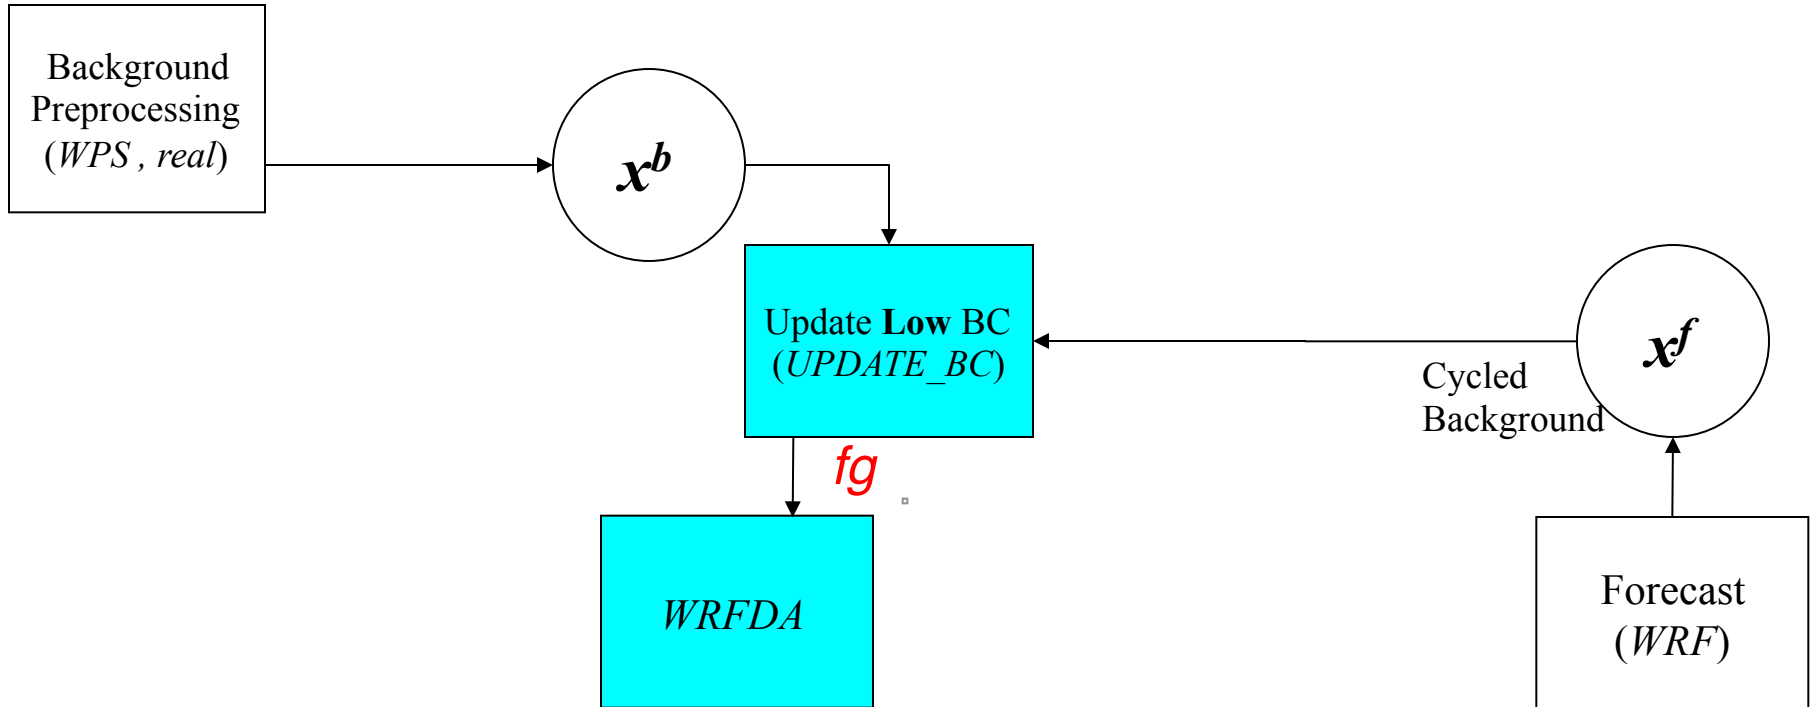 Background
Preprocessing
(WPS , real)
x^b
Update Low BC
(UPDATE_BC)
x^f
Cycled
Background
fg
WRFDA
Forecast
(WRF)